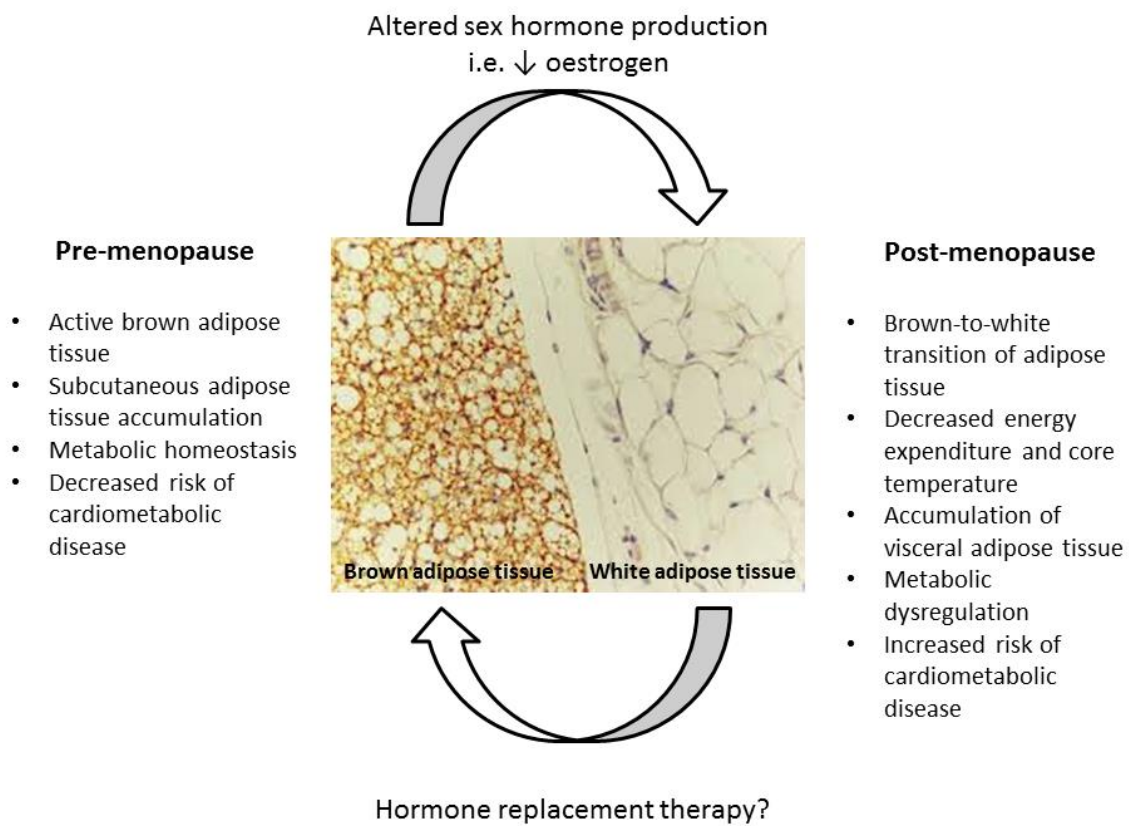 Altered sex hormone production
i.e. ↓ oestrogen
Pre-menopause
• Active brown adipose
tissue
• Subcutaneous adipose
tissue accumulation
• Metabolic homeostasis
• Decreased risk of
cardiometabolic
disease
Brown adipose tissue
White adipose tissue
Post-menopause
• Brown-to-white
transition of adipose
tissue
• Decreased energy
expenditure and core
temperature
• Accumulation of
visceral adipose tissue
• Metabolic
dysregulation
• Increased risk of
cardiometabolic
disease
Hormone replacement therapy?